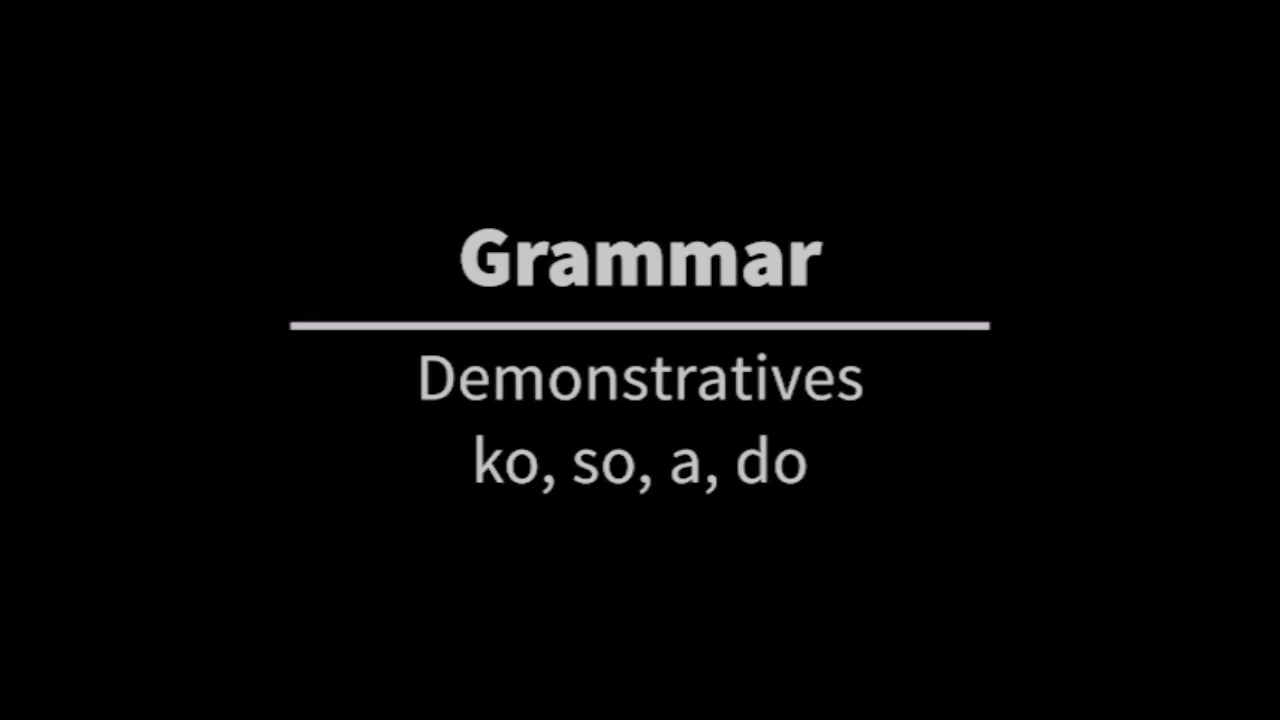 Grammar
Demonstratives
ko, so, a, do